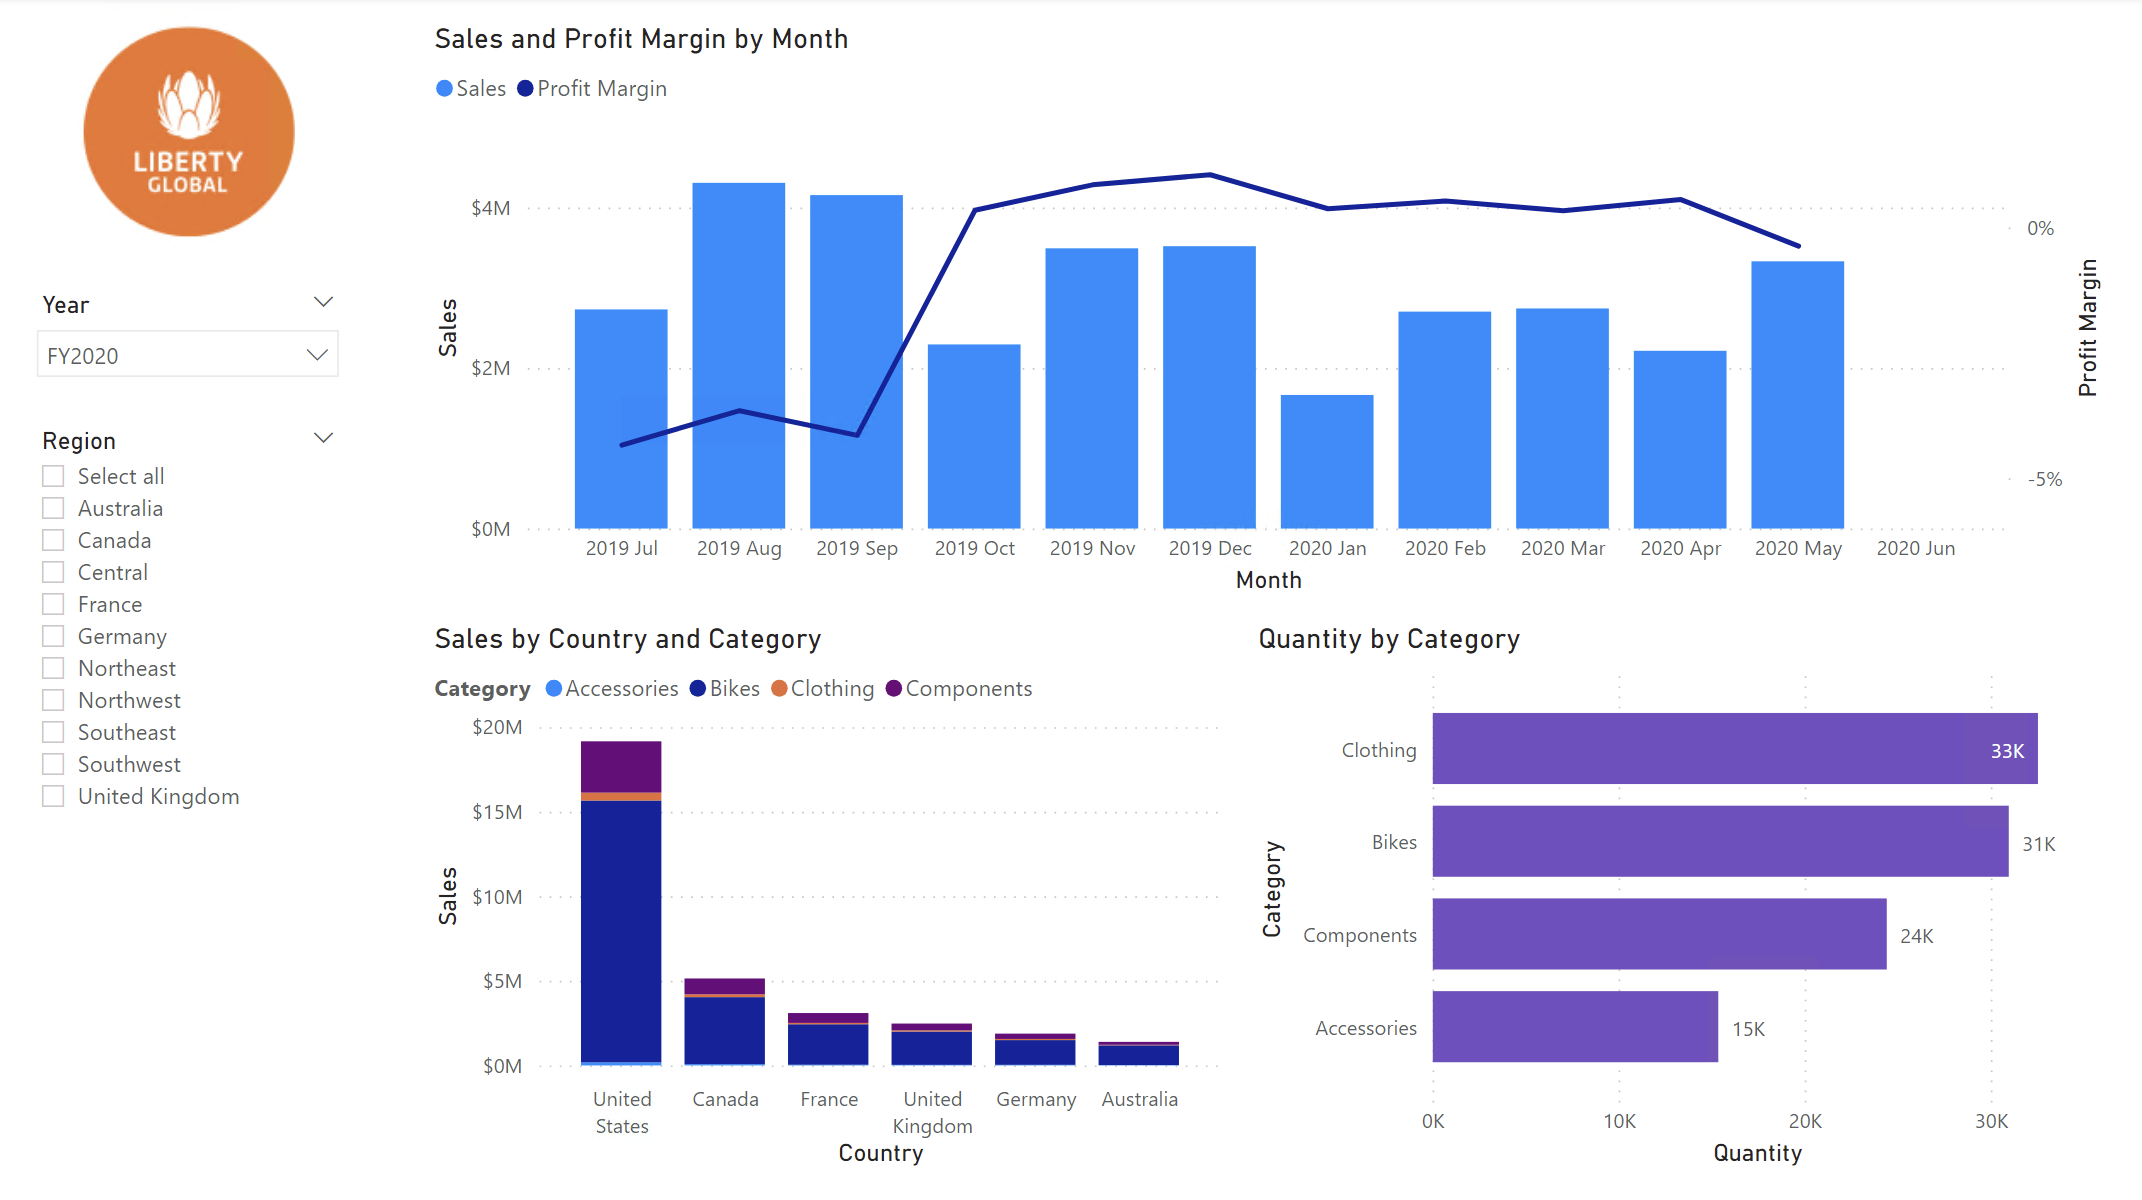 LIBERTY
GLOBAL
Year
FY2020
Region
Select all
Australia
Canada
Central
France
Germany
Northeast
Northwest
Southeast
Southwest
United Kingdom
Sales and Profit Margin by Month
Sales Profit Margin
$4M
$2M
$0M
Sales
0%
-5%
Profit Margin
2019 Jul 2019 Aug 2019 Sep 2019 Oct 2019 Nov 2019 Dec 2020 Jan 2020 Feb 2020 Mar 2020 Apr 2020 May 2020 Jun
Month
Sales by Country and Category
Category Accessories Bikes Clothing Components
$20M
$15M
$10M
$5M
$0M
Sales
United Canada France United Germany Australia
States Kingdom
Country
Quantity by Category
Category
Clothing 33K
Bikes 31K
Components 24K
Accessories 15K
0K 10K 20K 30K
Quantity